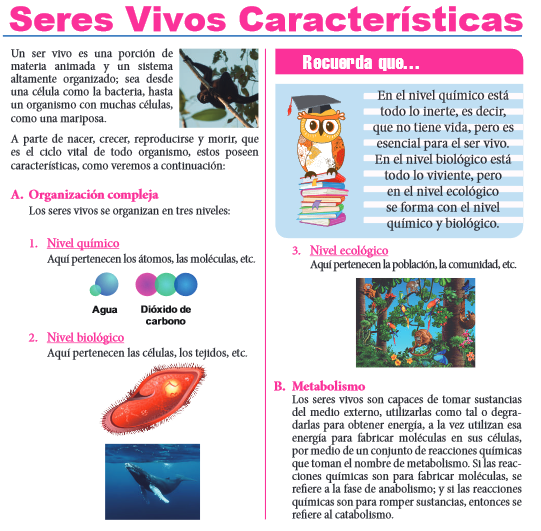 Seres Vivos Características
Un ser vivo es una porción de
materia animada y un sistema
altamente organizado; sea desde
una célula como la bacteria, hasta
un organismo con muchas células,
como una mariposa.
A parte de nacer, crecer, reproducirse y morir, que
es el ciclo vital de todo organismo, estos poseen
características, como veremos a continuación:
A. Organización compleja
Los seres vivos se organizan en tres niveles:
1. Nivel químico
Aquí pertenecen los átomos, las moléculas, etc.
Agua
Dióxido de
carbono
2. Nivel biológico
Aquí pertenecen las células, los tejidos, etc.
Recuerda que...
En el nivel químico está
todo lo inerte, es decir,
que no tiene vida, pero es
esencial para el ser vivo.
En el nivel biológico está
todo lo viviente, pero
en el nivel ecológico
se forma con el nivel
químico y biológico.
3. Nivel ecológico
Aquí pertenecen la población, la comunidad, etc.
B. Metabolismo
Los seres vivos son capaces de tomar sustancias
del medio externo, utilizarlas como tal o degra-
darlas para obtener energía, a la vez utilizan esa
energía para fabricar moléculas en sus células,
por medio de un conjunto de reacciones químicas
que toman el nombre de metabolismo. Si las reac-
ciones químicas son para fabricar moléculas, se
refiere a la fase de anabolismo; y si las reacciones
químicas son para romper sustancias, entonces se
refiere al catabolismo.